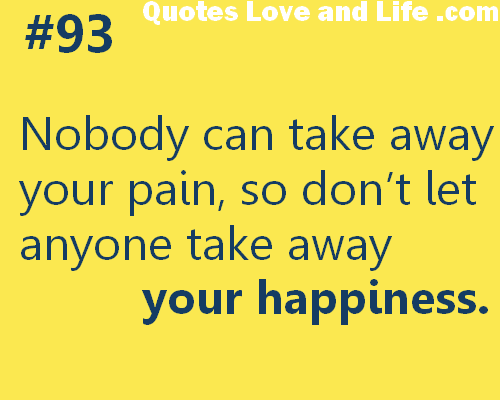 Quotes Love and Life .com
#93
Nobody can take away
your pain, so don’t let
anyone take away
your happiness.